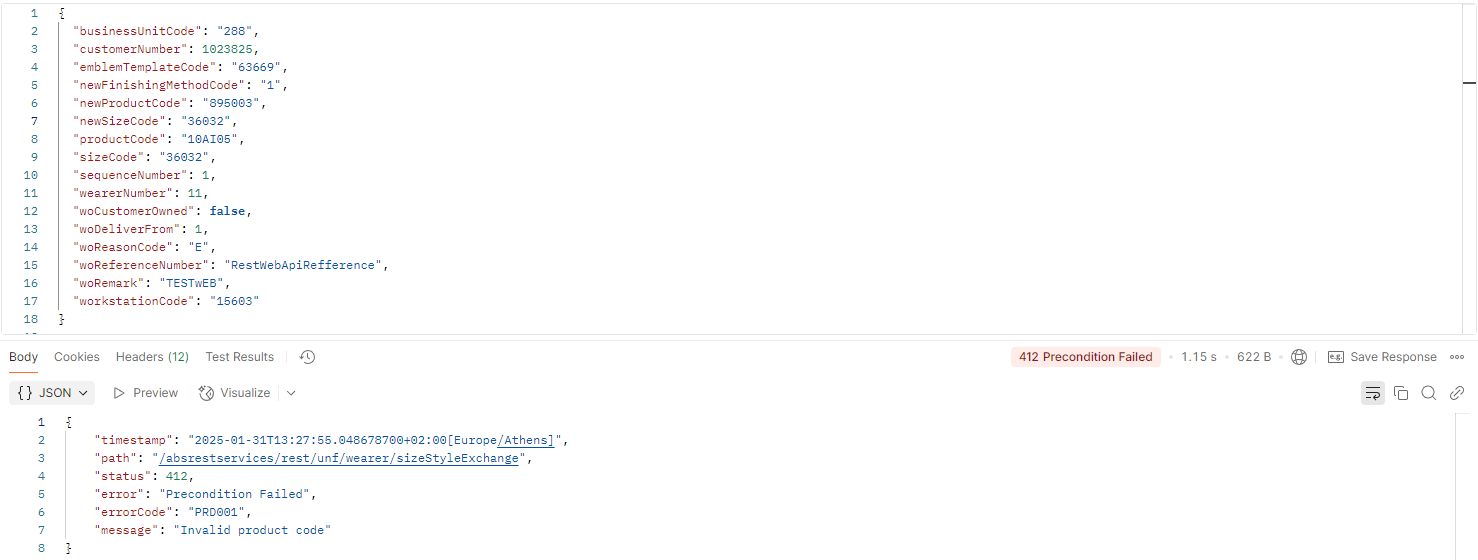 1 {
2 "businessUnitCode": "288",
3 "customerNumber": 1023825,
4 "emblemTemplateCode": "63669",
5 "newFinishingMethodCode": "1",
6 "newProductCode": "895003",
7 "newSizeCode": "36032",
8 "productCode": "10AI05",
9 "sizeCode": "36032",
10 "sequenceNumber": 1,
11 "wearerNumber": 11,
12 "woCustomerOwned": false,
13 "woDeliverFrom": 1,
14 "woReasonCode": "E",
15 "woReferenceNumber": "RestWebApiRefference",
16 "woRemark": "TESTwEB",
17 "workstationCode": "15603"
18 }
Body Cookies Headers (12) Test Results 412 Precondition Failed • 1.15 s • 622 B • e.g. Save Response
{} JSON Preview Visualize
1 {
2 "timestamp": "2025-01-31T13:27:55.048678700+02:00[Europe/Athens]",
3 "path": "/absrestservices/rest/unf/wearer/sizeStyleExchange",
4 "status": 412,
5 "error": "Precondition Failed",
6 "errorCode": "PRD001",
7 "message": "Invalid product code"
8 }